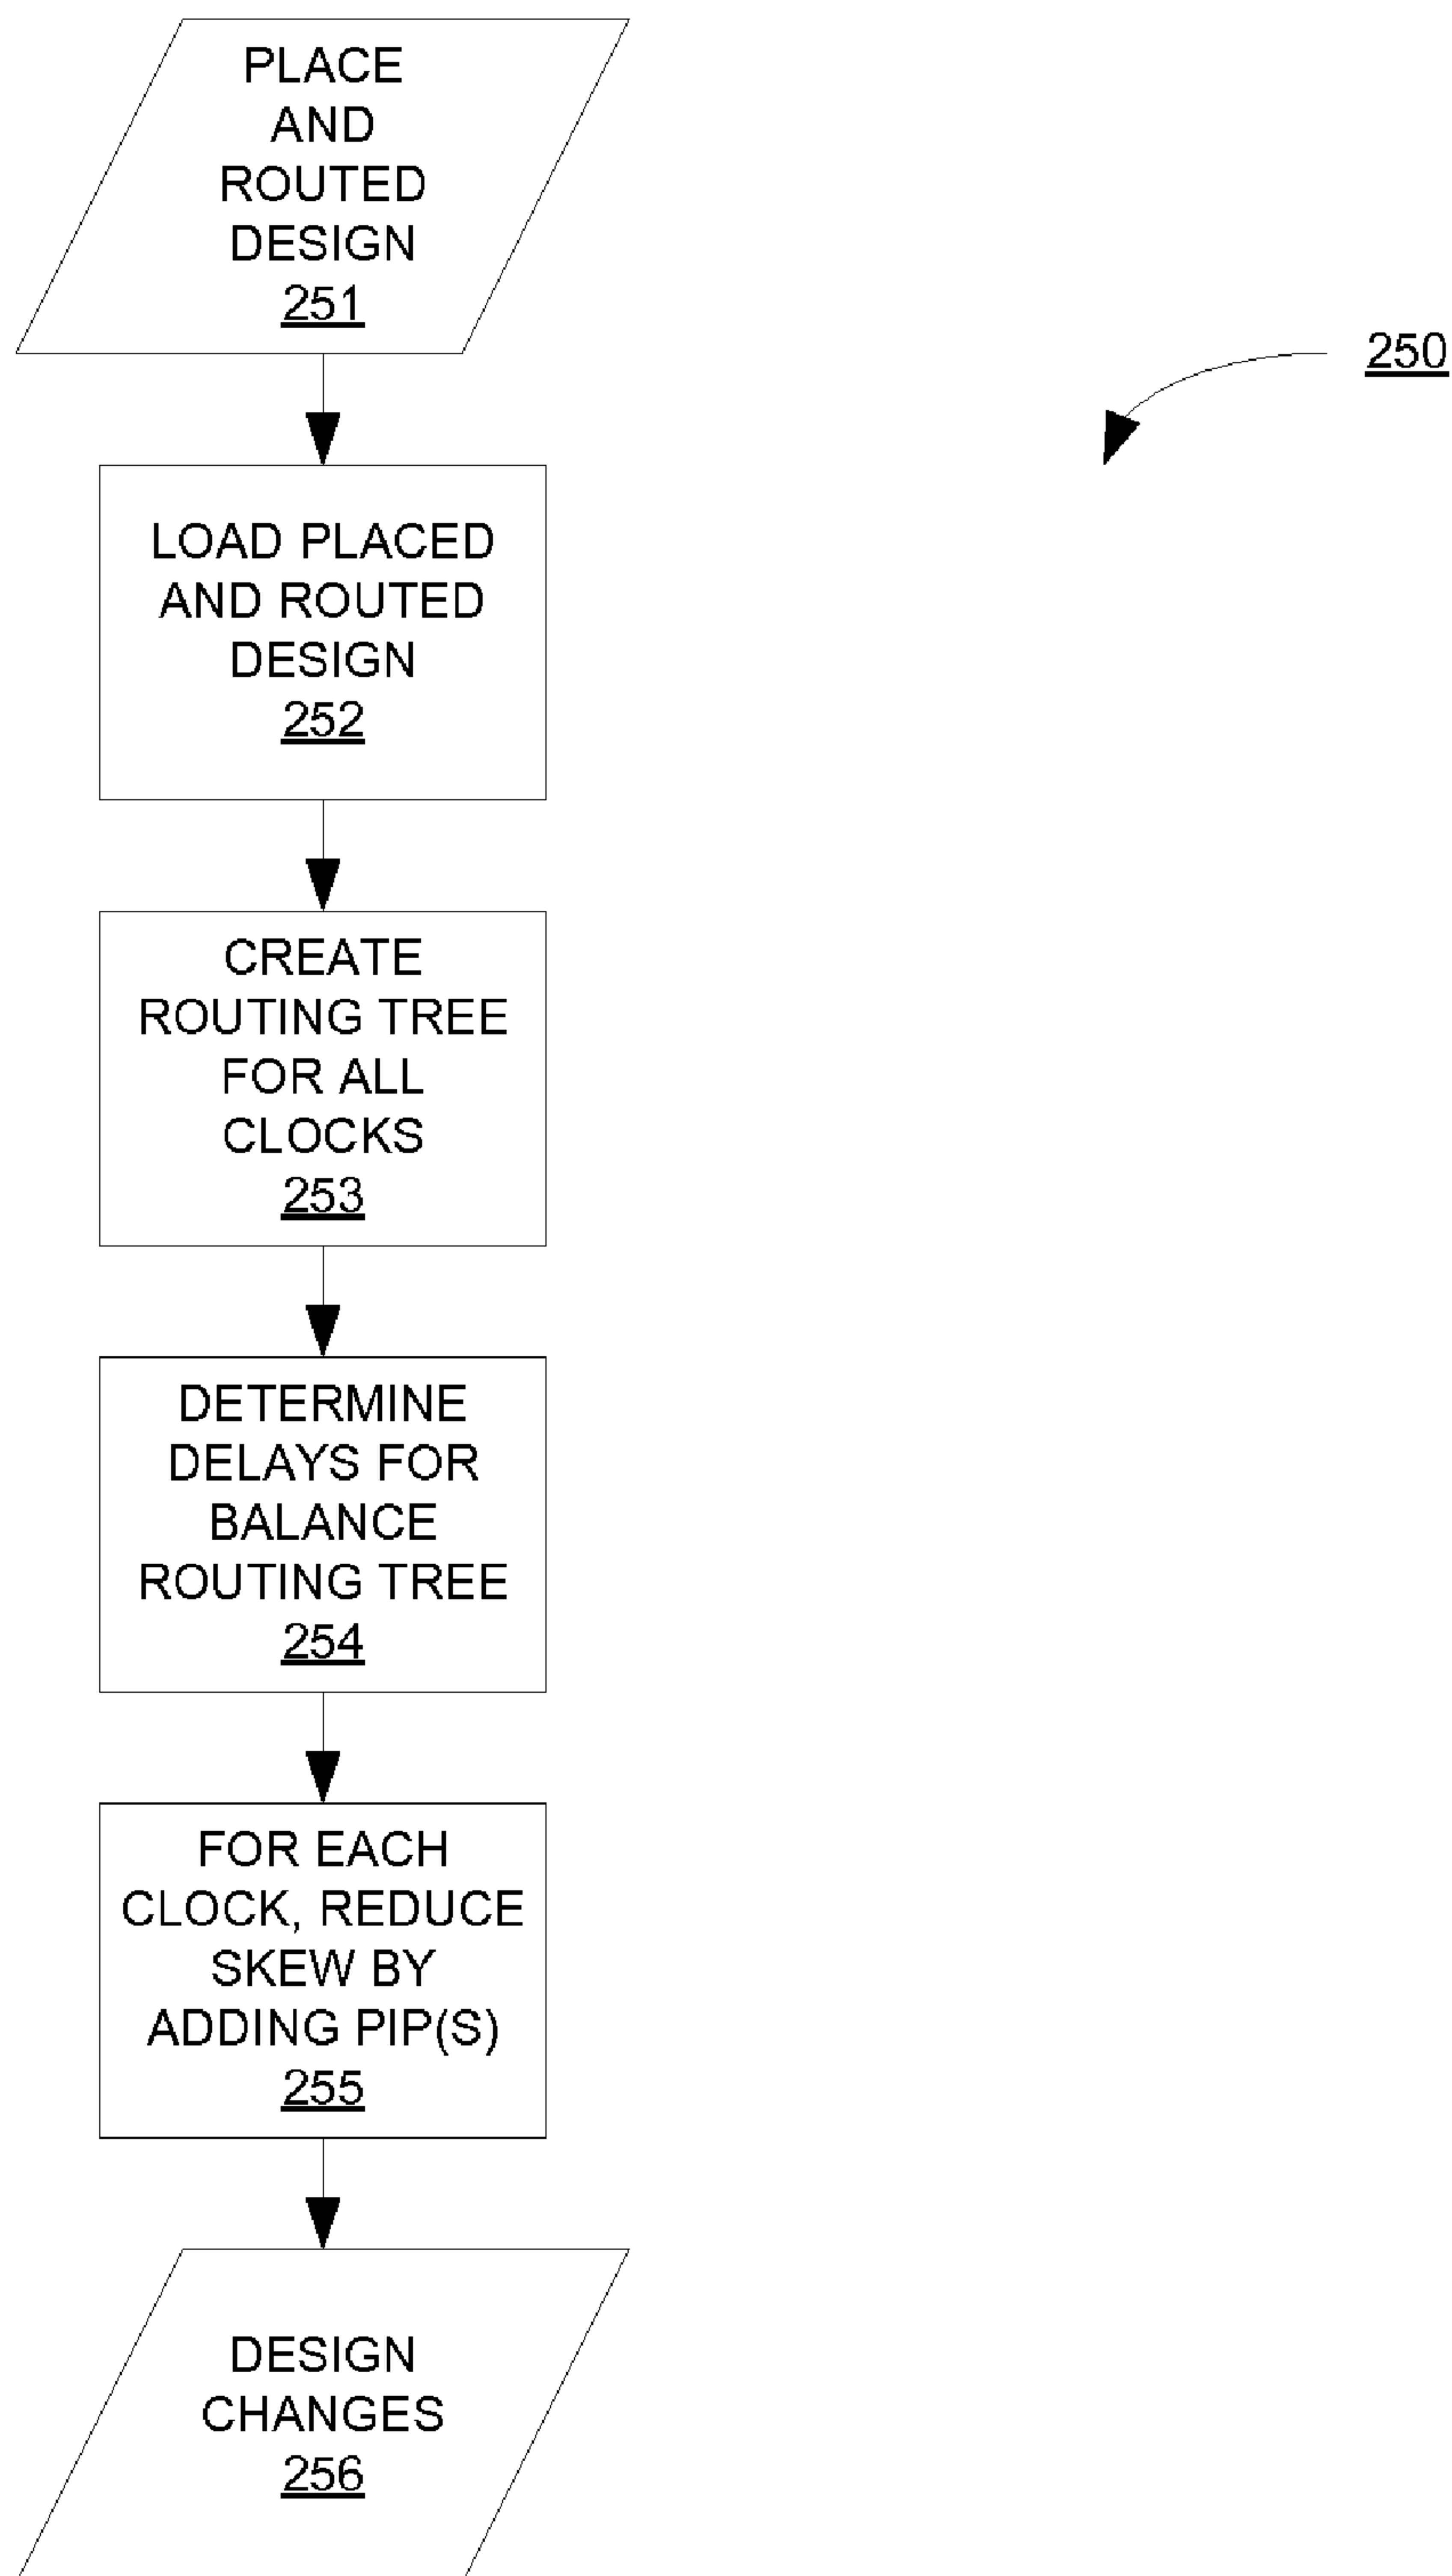 PLACE
AND
ROUTED
DESIGN
251
250
LOAD PLACED
AND ROUTED
DESIGN
252
CREATE
ROUTING TREE
FOR ALL
CLOCKS
253
DETERMINE
DELAYS FOR
BALANCE
ROUTING TREE
254
FOR EACH
CLOCK, REDUCE
SKEW BY
ADDING PIP(S)
255
DESIGN
CHANGES
256